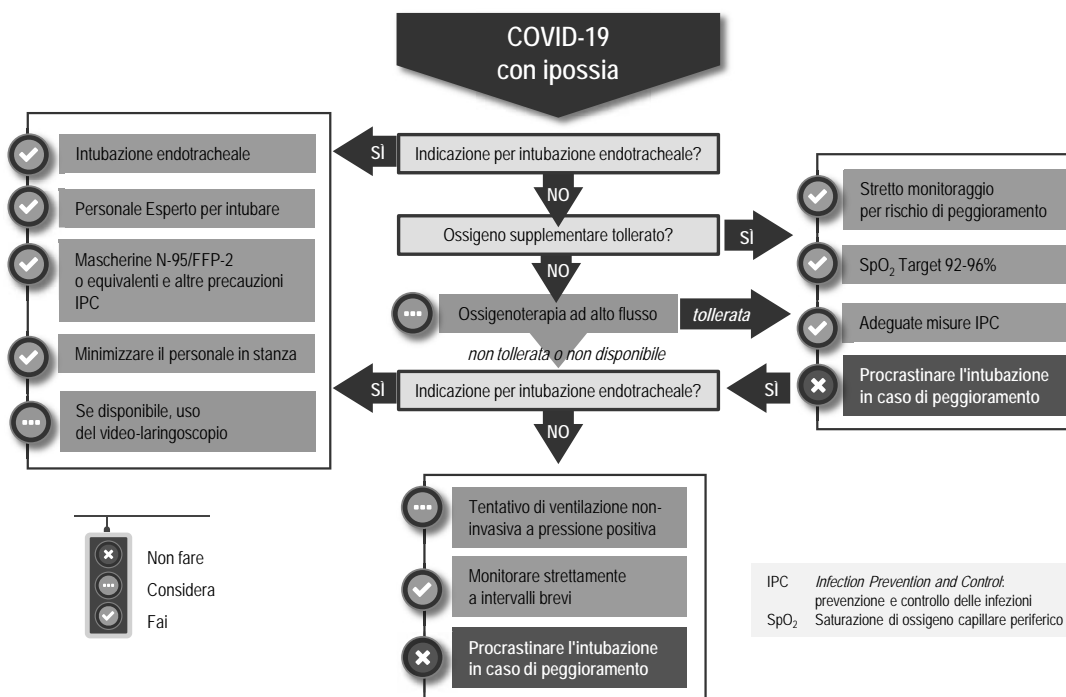 COVID-19
con ipossia
Indicazione per intubazione endotracheale?
SÌ
NO
Intubazione endotracheale
Personale Esperto per intubare
Mascherine N-95/FFP-2
o equivalenti e altre precauzioni
IPC
Minimizzare il personale in stanza
Se disponibile, uso
del video-laringoscopio
Ossigeno supplementare tollerato?
SÌ
NO
Stretto monitoraggio
per rischio di peggioramento
SpO₂ Target 92-96%
Adeguate misure IPC
Procrastinare l'intubazione
in caso di peggioramento
Ossigenoterapia ad alto flusso
tollerata
non tollerata o non disponibile
SÌ
Indicazione per intubazione endotracheale?
SÌ
NO
Tentativo di ventilazione non-
invasiva a pressione positiva
Monitorare strettamente
a intervalli brevi
Procrastinare l'intubazione
in caso di peggioramento
Non fare
Considera
Fai
IPC Infection Prevention and Control:
prevenzione e controllo delle infezioni
SpO₂ Saturazione di ossigeno capillare periferico